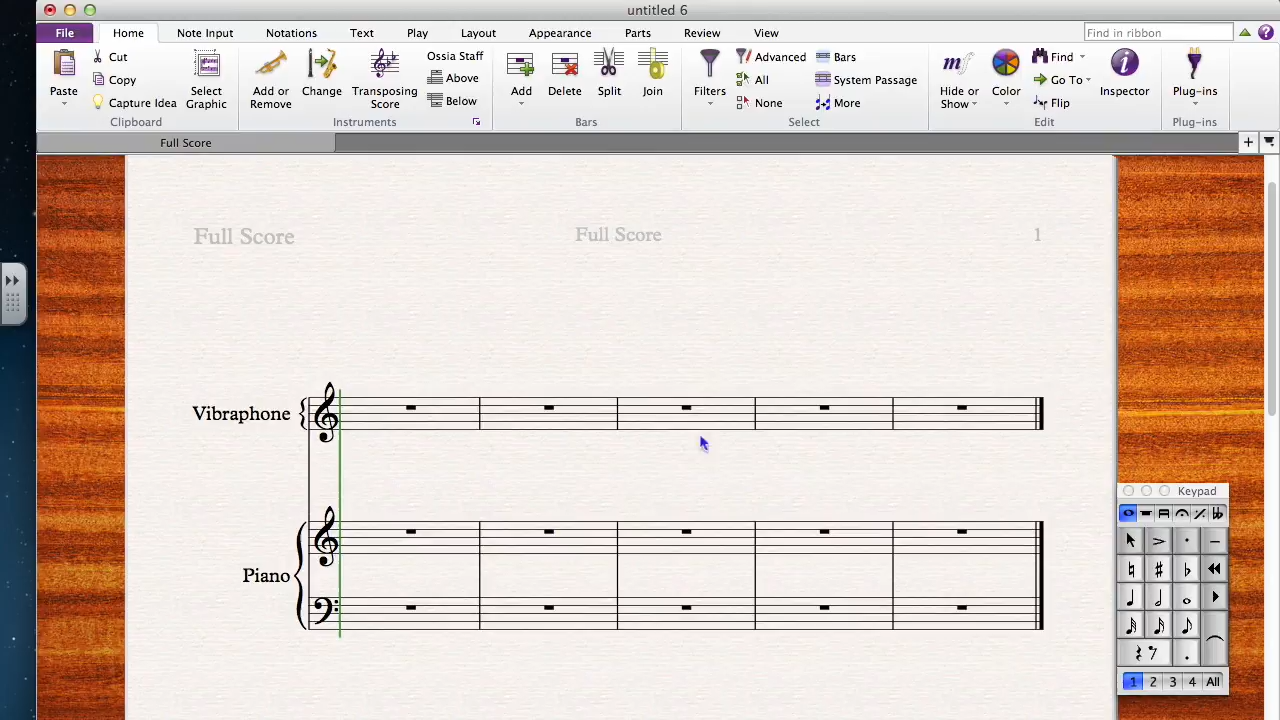 untitled 6
File Home Note Input Notations Text Play Layout Appearance Parts Review View Find in ribbon
Paste Cut Copy Capture Idea Select Graphic
Clipboard
Add or Remove Change Transposing Score Ossia Staff Above Below
Instruments
Add Delete Split Join
Bars
Filters Advanced All None Bars System Passage More
Select
Hide or Show Color Find Go To Flip Inspector
Edit
Plug-ins
Plug-ins
Full Score
Full Score Full Score 1
Vibraphone
Piano
Keypad
1 2 3 4 All